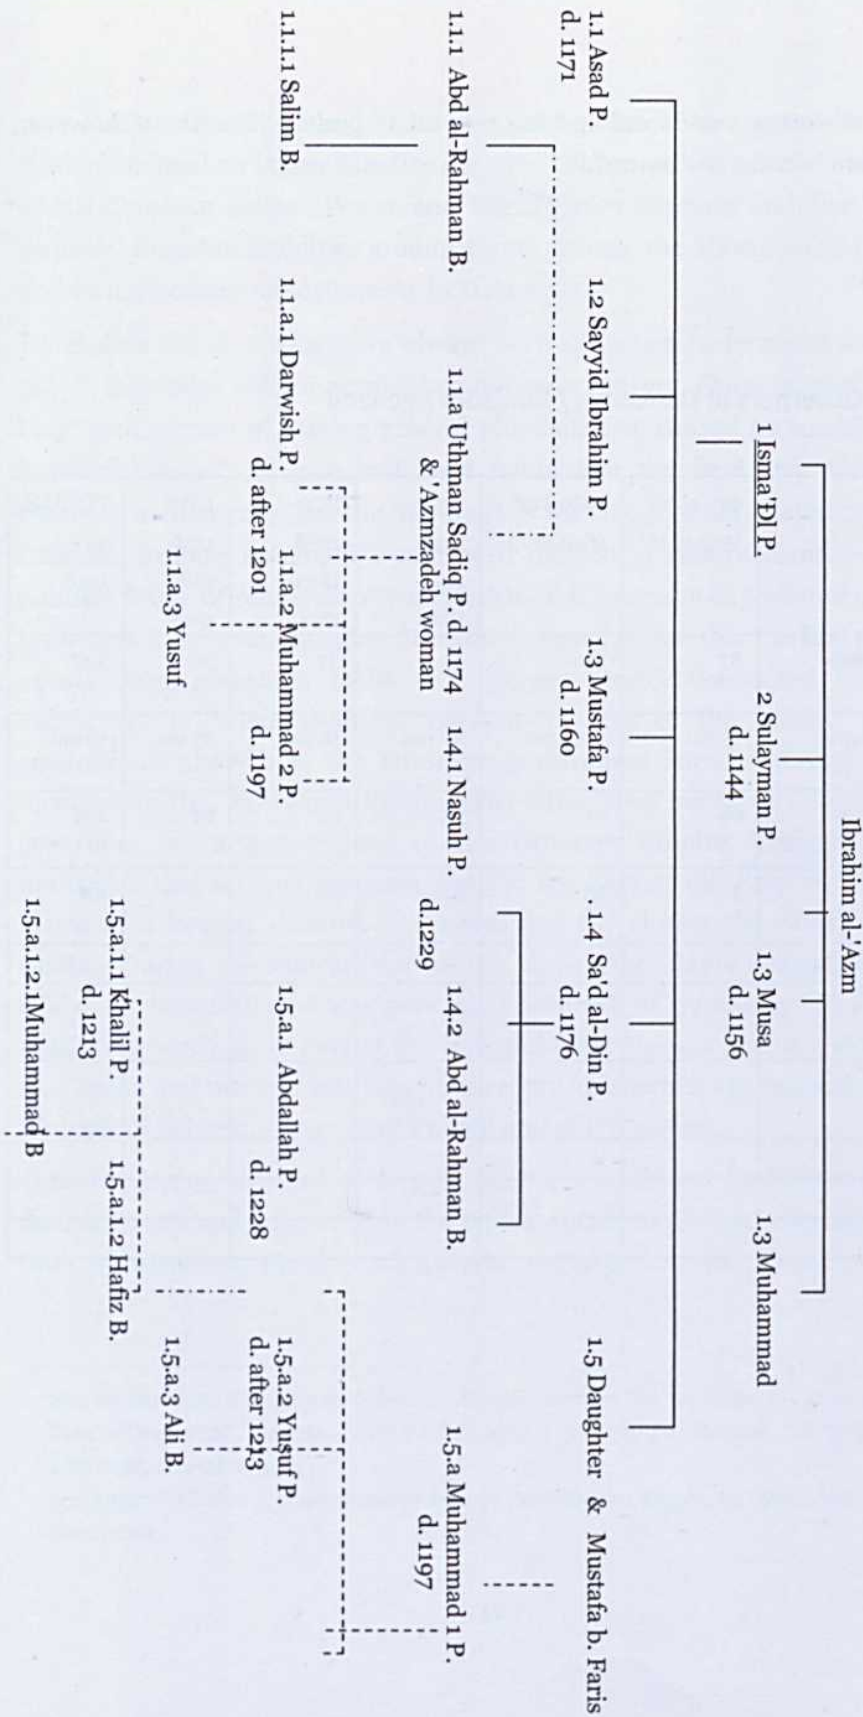 Ibrahim al-'Azm
1 Isma'Dl P.
2 Sulayman P.
d. 1144
1.3 Musa
d. 1156
1.3 Muhammad
1.1 Asad P.
d. 1171
1.2 Sayyid Ibrahim P.
1.3 Mustafa P.
d. 1160
.1.4 Sa'd al-Din P.
d. 1176
1.5 Daughter & Mustafa b. Faris
1.1.1 Abd al-Rahman B.
1.1.a Uthman Sadiq P. d. 1174
& Azmzadeh woman
1.4.1 Nasuh P.
d.1229
1.4.2 Abd al-Rahman B.
1.5.a Muhammad 1 P.
d. 1197
1.1.1.1 Salim B.
1.1.a.1 Darwish P.
d. after 1201
1.1.a.2 Muhammad 2 P.
d. 1197
1.5.a.1 Abdallah P.
d. 1228
1.5.a.2 Yusuf P.
d. after 1213
1.1.a.3 Yusuf
1.5.a.3 Ali B.
1.5.a.1.1 Khalil P.
d. 1213
1.5.a.1.2 Hafiz B.
1.5.a.1.2.1Muhammad B